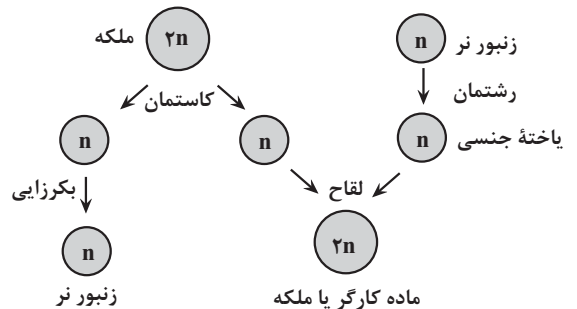 ملکه
۲n
n
زنبور نر
کاستمان
رشتمان
n
n
n
یاختهٔ جنسی
بکرزایی
لقاح
n
۲n
زنبور نر
ماده کارگر یا ملکه